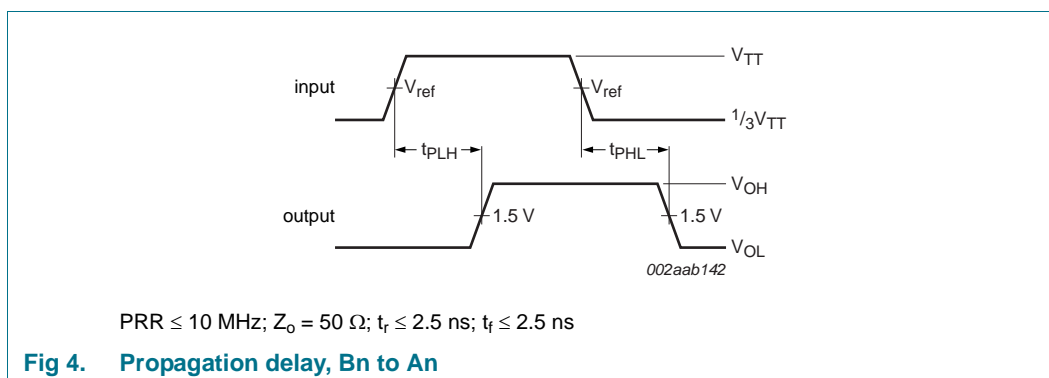 V_TT
input V_ref V_ref
1/3V_TT
t_PLH t_PHL
V_OH
output 1.5 V 1.5 V
V_OL
002aab142
PRR ≤ 10 MHz; Z_o = 50 Ω; t_r ≤ 2.5 ns; t_f ≤ 2.5 ns
Fig 4. Propagation delay, Bn to An